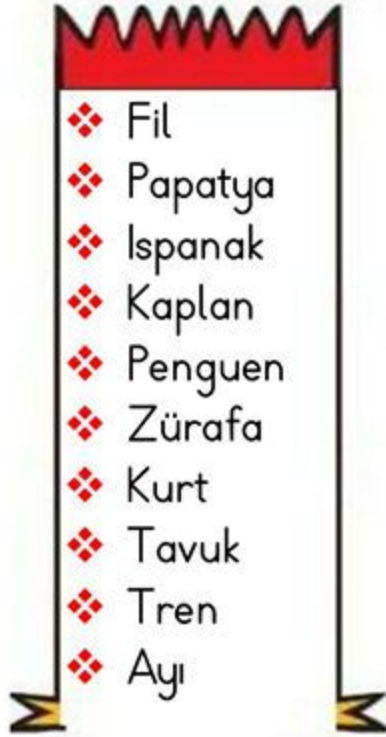 Fil
Papatya
Ispanak
Kaplan
Penguen
Zürafa
Kurt
Tavuk
Tren
Ayı